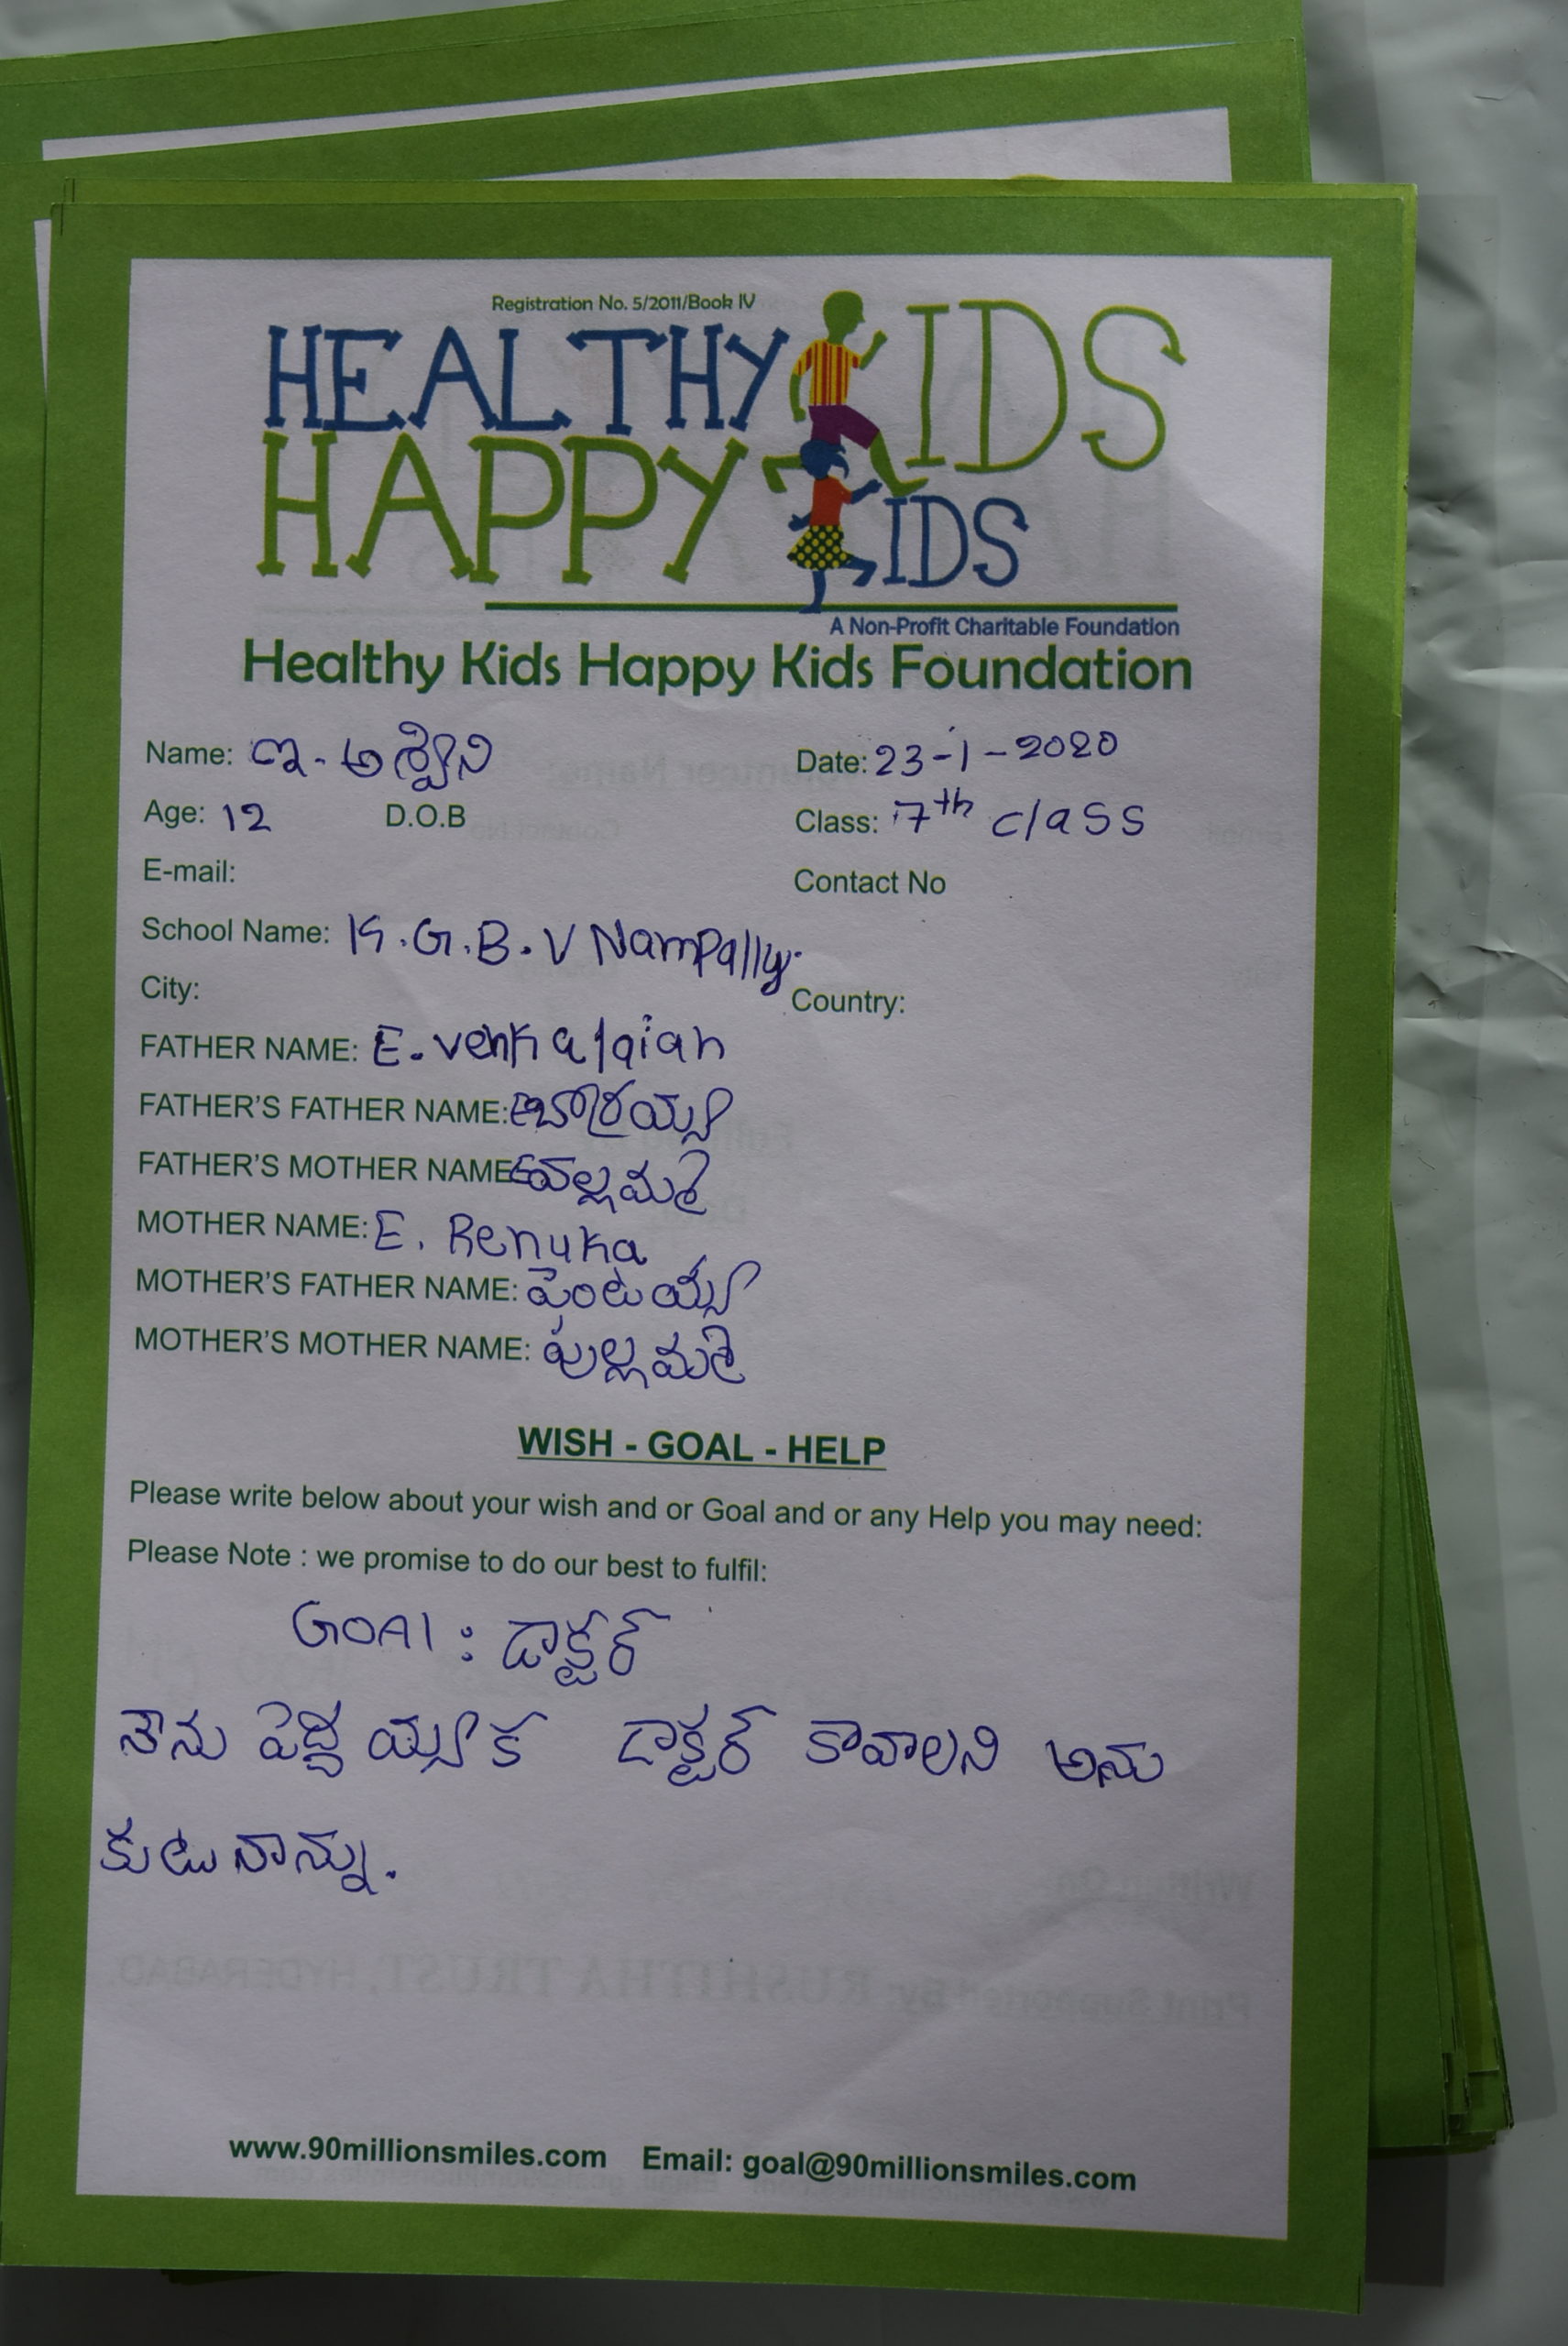 Registration No. 5/2011/Book IV
HEALTHY KIDS
HAPPY KIDS
A Non-Profit Charitable Foundation
Healthy Kids Happy Kids Foundation
Name: ఇ. అశ్విని Date: 23-1-2020
Age: 12 D.O.B Class: 7th class
E-mail: Contact No
School Name: K.G.B.V Nampally.
City: Country:
FATHER NAME: E. venkataiah
FATHER'S FATHER NAME: బొరయ్య
FATHER'S MOTHER NAME
MOTHER NAME: E. Renuka
MOTHER'S FATHER NAME: పెంటయ్య
MOTHER'S MOTHER NAME: పుల్లమ్మ
WISH - GOAL - HELP
Please write below about your wish and or Goal and or any Help you may need:
Please Note : we promise to do our best to fulfil:
GOAl : డాక్టర్
నెను పెద్ద య్యాక డాక్టర్ కావాలని అను
కుటునాన్ను.
www.90millionsmiles.com Email: goal@90millionsmiles.com